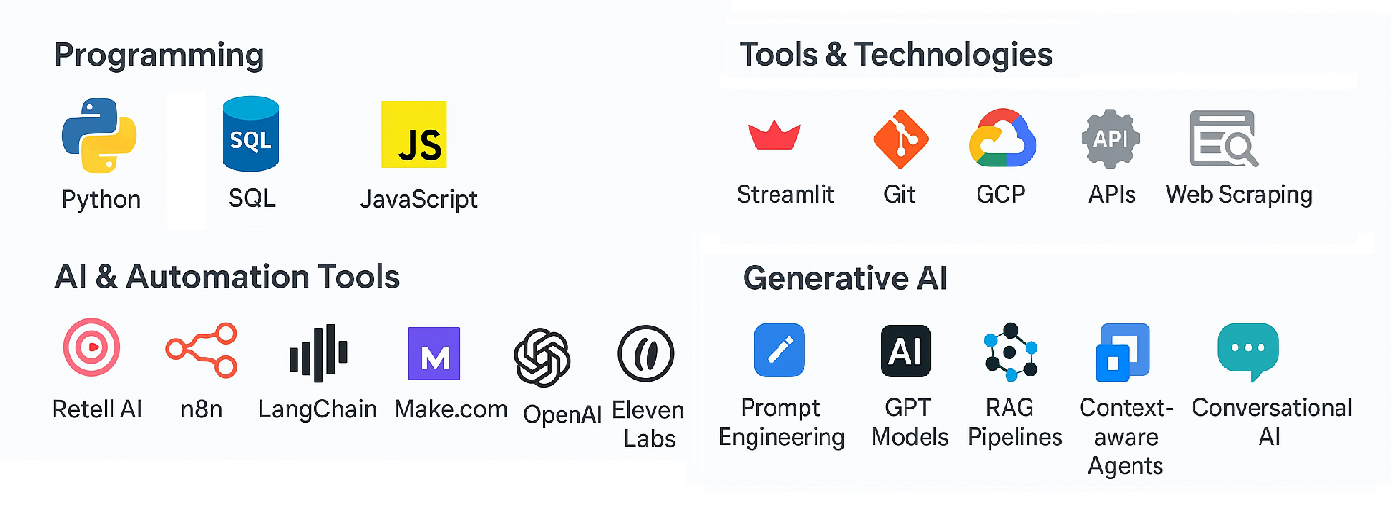 Programming
SQL
JS
Python
SQL
JavaScript
Tools & Technologies
API
Streamlit
Git
GCP
APIs
Web Scraping
AI & Automation Tools
M
Retell AI
n8n
LangChain
Make.com
OpenAI
Eleven
Labs
Generative AI
AI
Prompt
Engineering
GPT
Models
RAG
Pipelines
Context-
aware
Agents
Conversational
AI